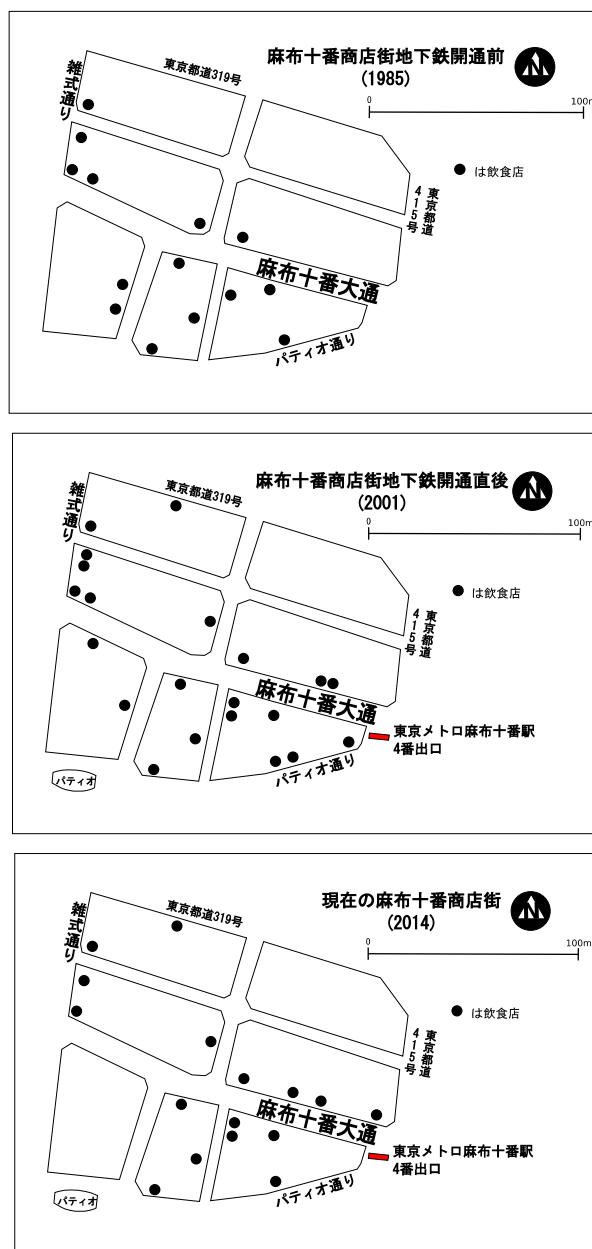 麻布十番商店街地下鉄開通前
(1985)
0
100m
東京都道319号
雑式通り
は飲食店
東京都道
415号
麻布十番大通
パティオ通り
麻布十番商店街地下鉄開通直後
(2001)
0
100m
東京都道319号
雑式通り
は飲食店
東京都道
415号
麻布十番大通
東京メトロ麻布十番駅
4番出口
パティオ通り
パティオ
現在の麻布十番商店街
(2014)
0
100m
東京都道319号
雑式通り
は飲食店
東京都道
415号
麻布十番大通
東京メトロ麻布十番駅
4番出口
パティオ通り
パティオ